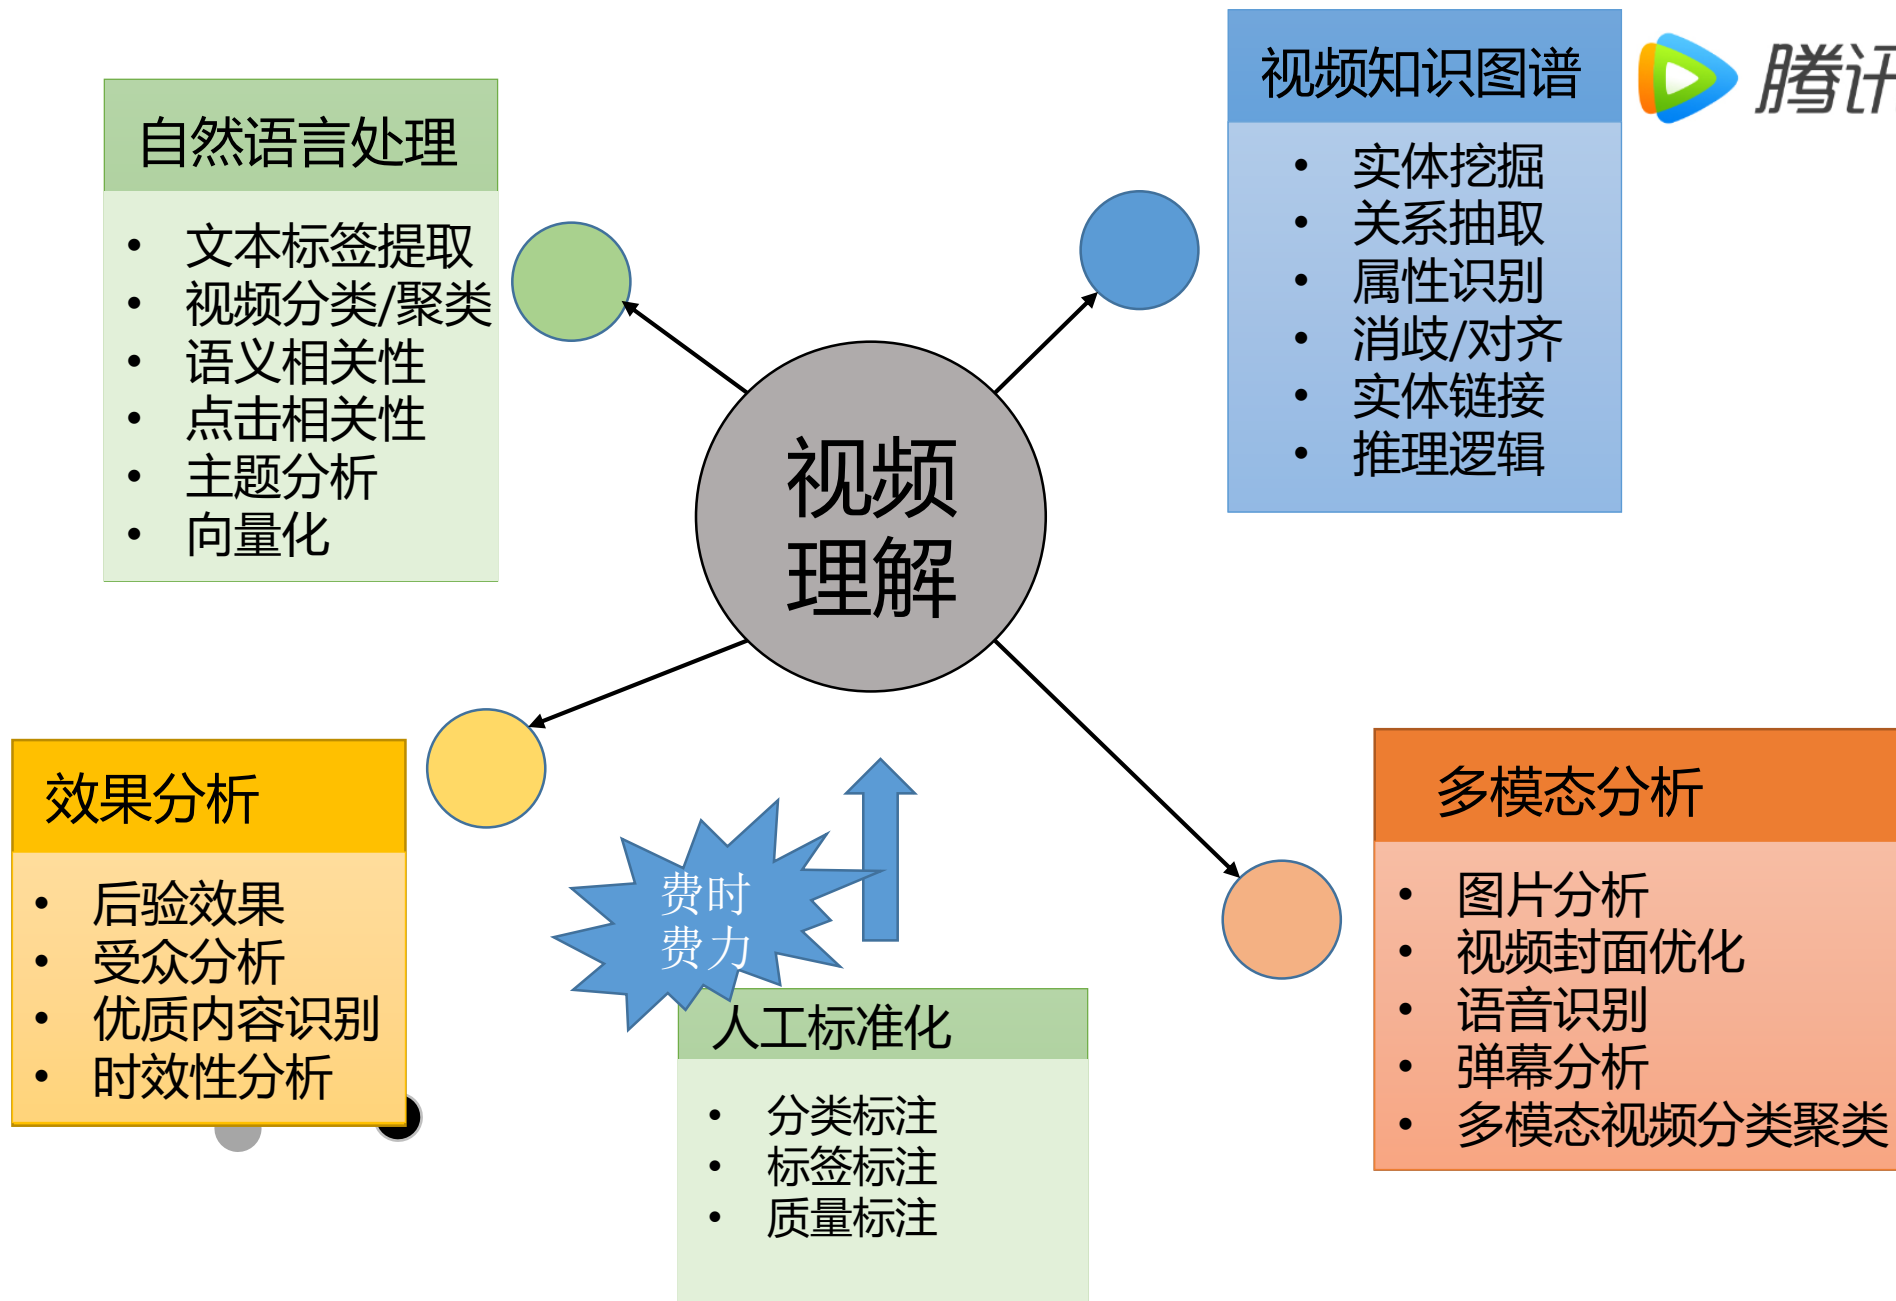 视频知识图谱
• 实体挖掘
• 关系抽取
• 属性识别
• 消歧/对齐
• 实体链接
• 推理逻辑
腾讯
自然语言处理
• 文本标签提取
• 视频分类/聚类
• 语义相关性
• 点击相关性
• 主题分析
• 向量化
视频
理解
效果分析
• 后验效果
• 受众分析
• 优质内容识别
• 时效性分析
费时
费力
人工标准化
• 分类标注
• 标签标注
• 质量标注
多模态分析
• 图片分析
• 视频封面优化
• 语音识别
• 弹幕分析
• 多模态视频分类聚类